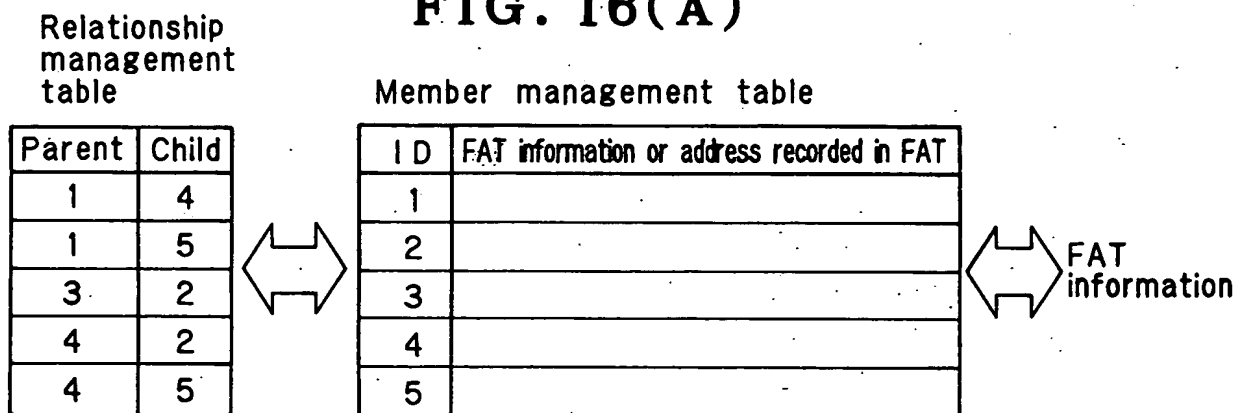 FIG. 16(A)
Relationship
management
table
Member management table
Parent Child
1 4
1 5
3 2
4 2
4 5
ID FAT information or address recorded in FAT
1
2
3
4
5
FAT
information